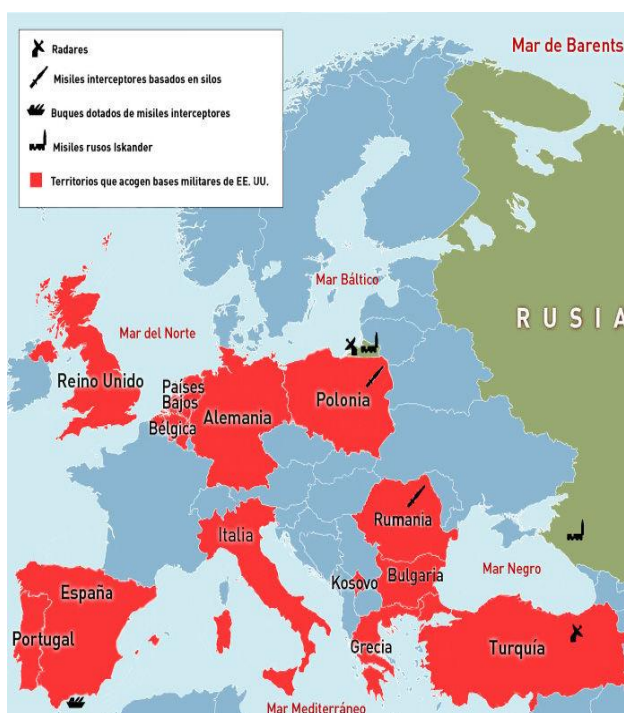 Radares
Misiles interceptores basados en silos
Buques dotados de misiles interceptores
Misiles rusos Iskander
Territorios que acogen bases militares de EE. UU.
Mar de Barents
Mar Báltico
RUSIA
Mar del Norte
Reino Unido
Países
Bajos
Bélgica
Alemania
Polonia
Italia
Rumanía
Kosovo
Bulgaria
Mar Negro
España
Portugal
Grecia
Turquía
Mar Mediterráneo